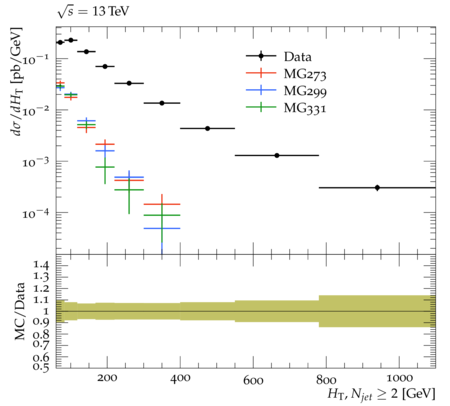 √s = 13 TeV
dσ/dH_T [pb/GeV]
10⁻¹
10⁻²
10⁻³
10⁻⁴
Data
MG273
MG299
MG331
MC/Data
1.4
1.3
1.2
1.1
1
0.9
0.8
0.7
0.6
0.5
200 400 600 800 1000
H_T, N_jet ≥ 2 [GeV]